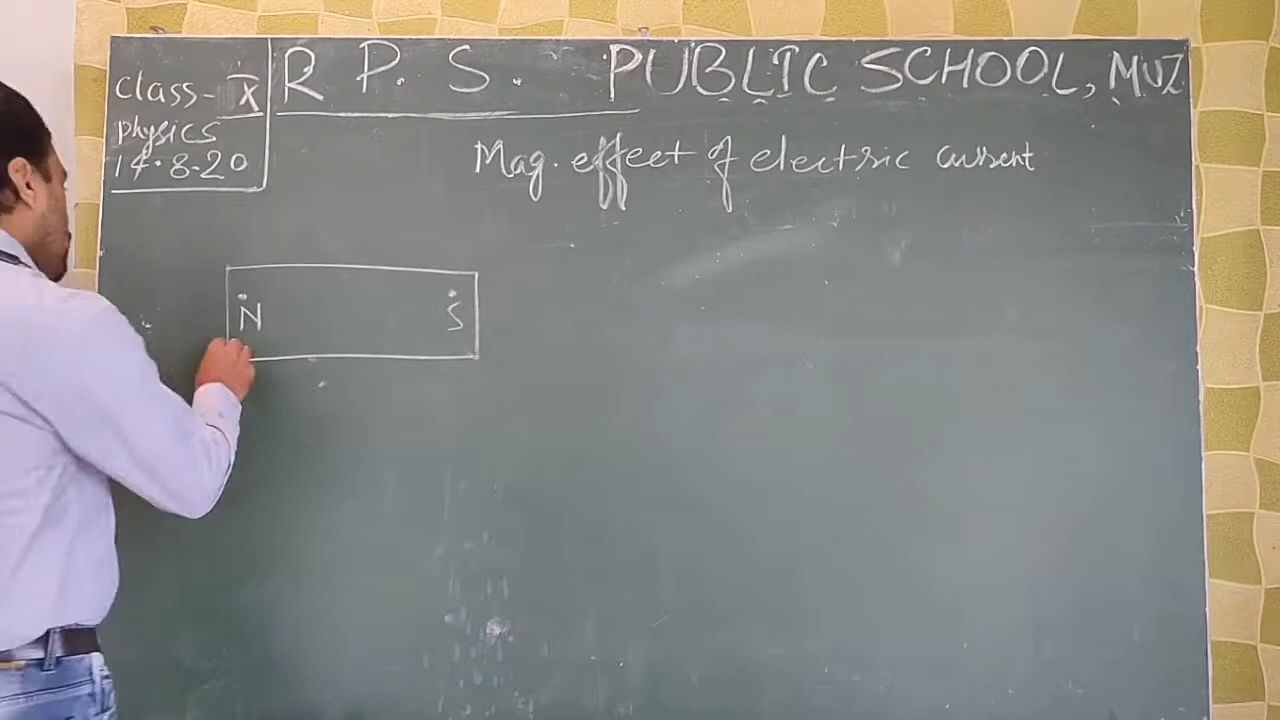 class- X
physics
14.8-20
R P. S. PUBLIC SCHOOL, MUZ
Mag. effect of electric current
N S